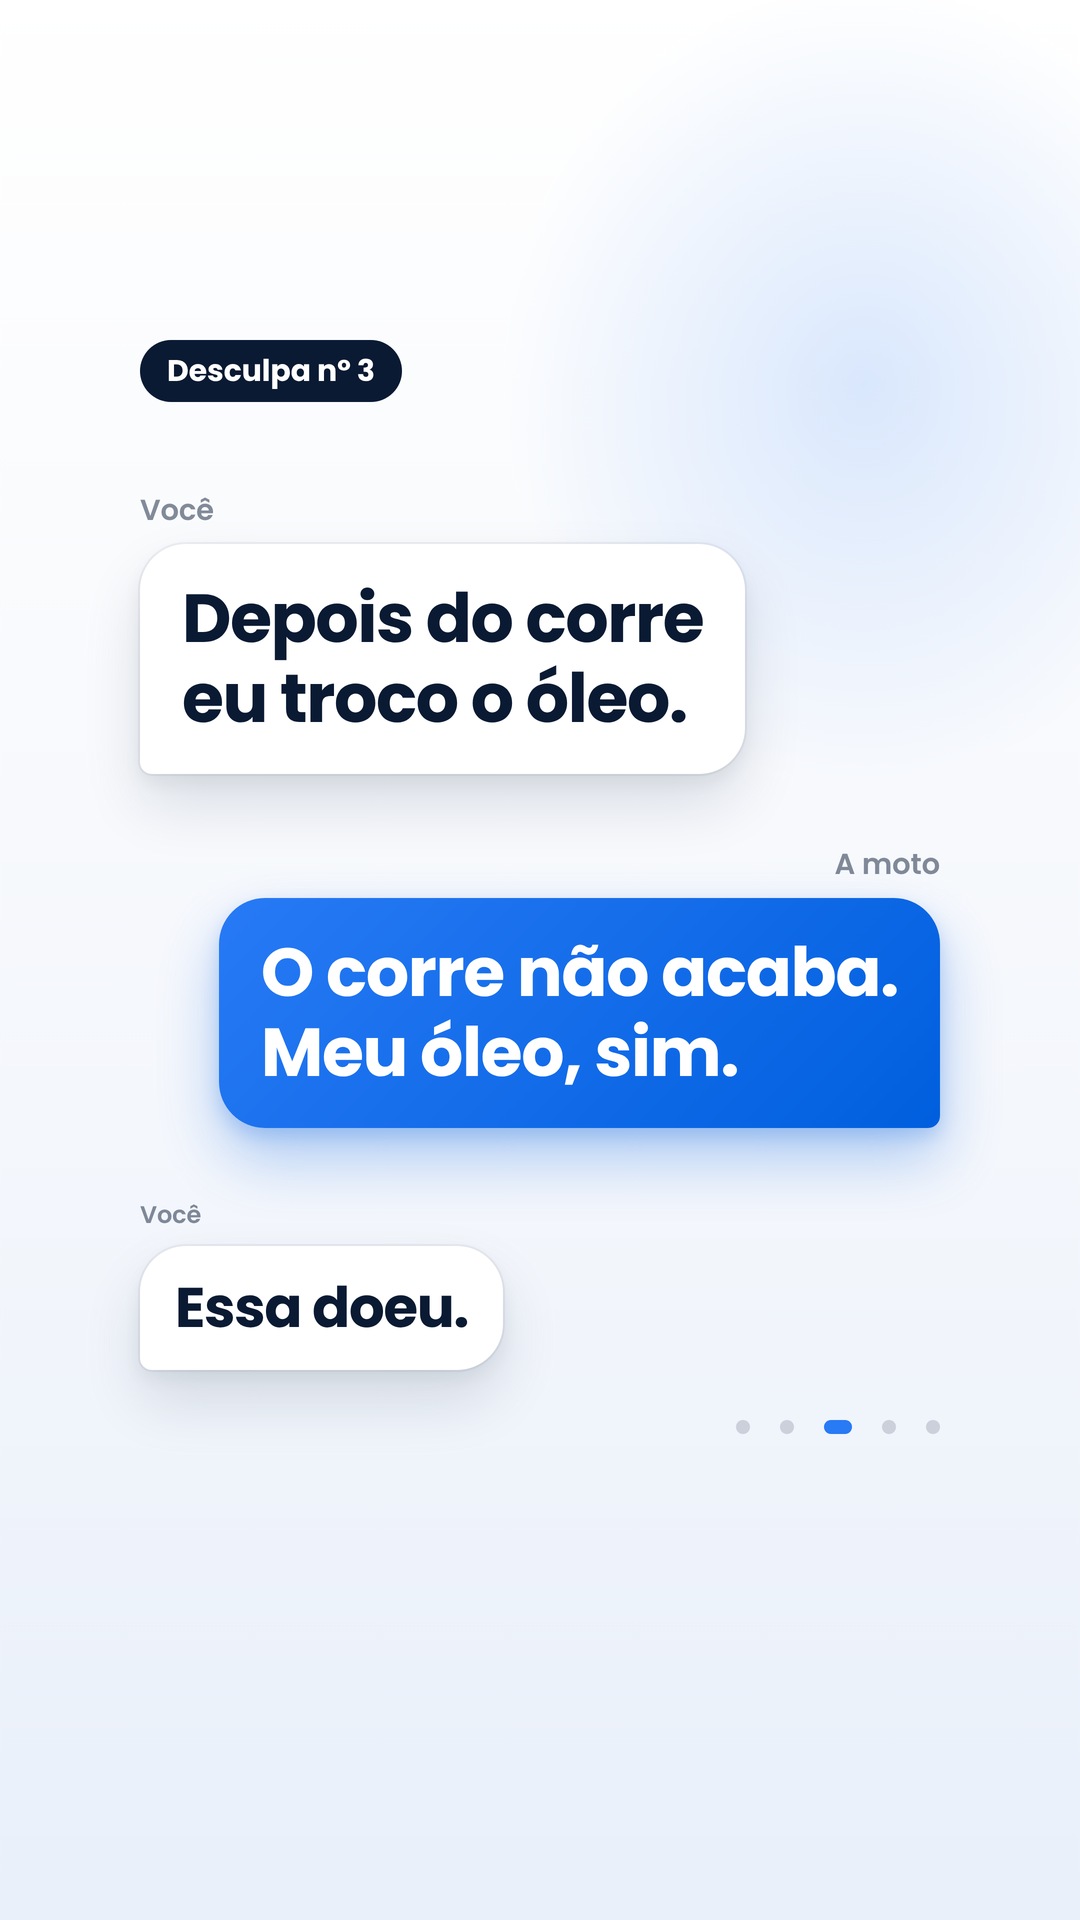 Desculpa nº 3
Você
Depois do corre
eu troco o óleo.
A moto
O corre não acaba.
Meu óleo, sim.
Você
Essa doeu.